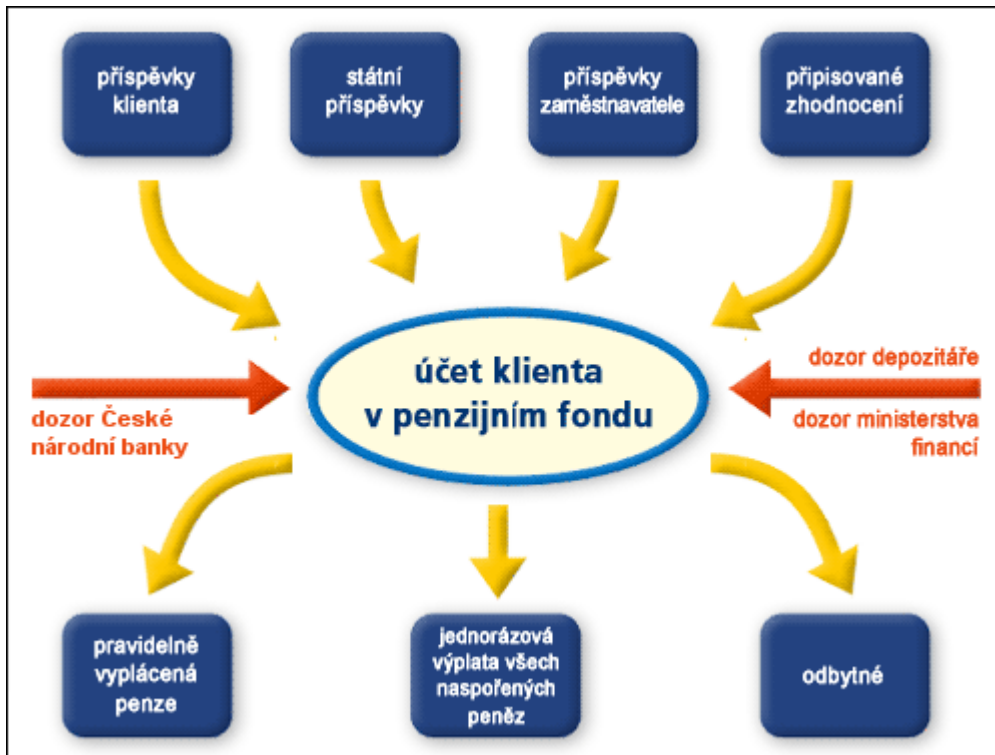 příspěvky
klienta
státní
příspěvky
příspěvky
zaměstnavatele
připisované
zhodnocení
účet klienta
v penzijním fondu
dozor České
národní banky
dozor depozitáře
dozor ministerstva
financí
pravidelně
vyplácená
penze
jednorázová
výplata všech
naspořených
peněz
odbytné